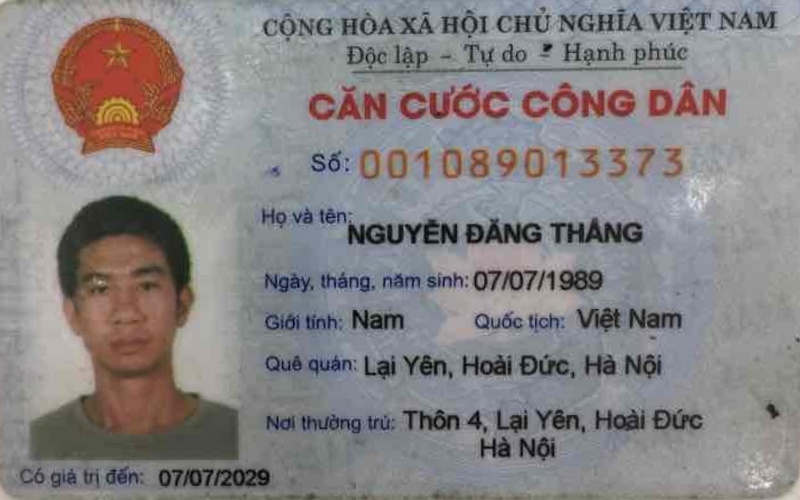 CỘNG HÒA XÃ HỘI CHỦ NGHĨA VIỆT NAM
Độc lập - Tự do - Hạnh phúc
CĂN CƯỚC CÔNG DÂN
Số: 001089013373
Họ và tên: NGUYỄN ĐĂNG THẮNG
Ngày, tháng, năm sinh: 07/07/1989
Giới tính: Nam Quốc tịch: Việt Nam
Quê quán: Lại Yên, Hoài Đức, Hà Nội
Nơi thường trú: Thôn 4, Lại Yên, Hoài Đức
Hà Nội
Có giá trị đến: 07/07/2029